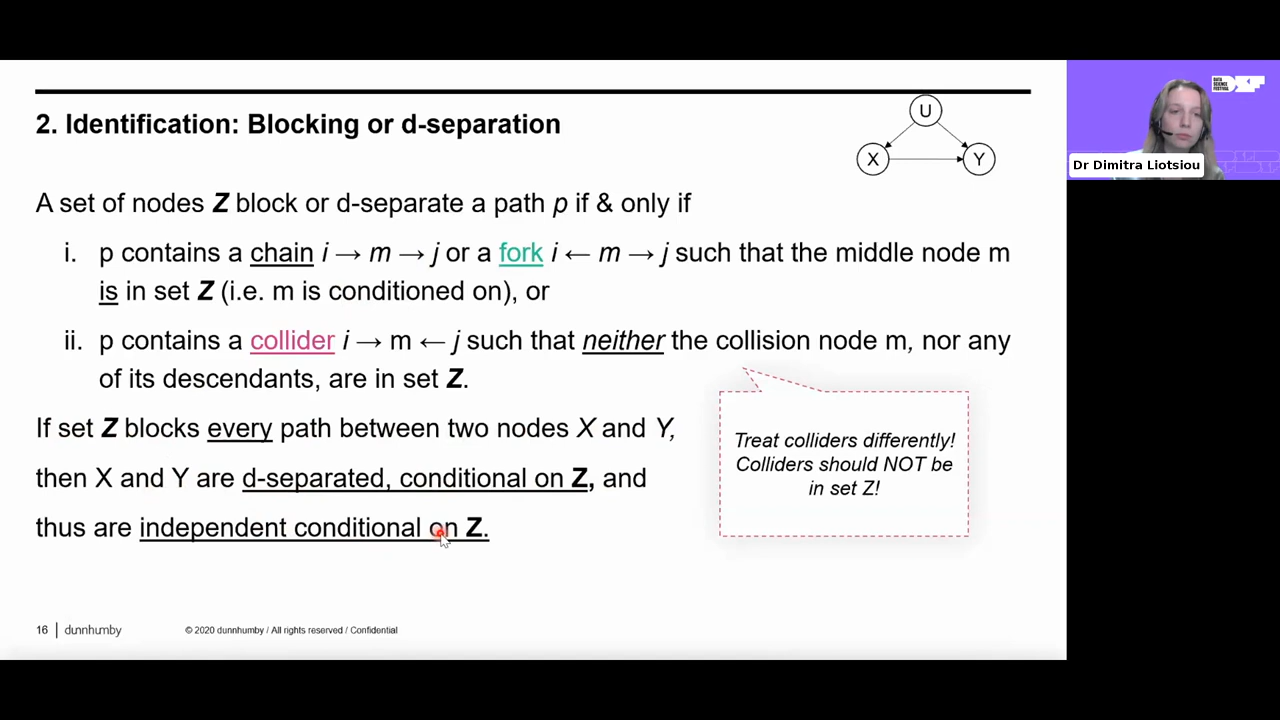 2. Identification: Blocking or d-separation
U
X
Y
A set of nodes Z block or d-separate a path p if & only if
i. p contains a chain i → m → j or a fork i ← m → j such that the middle node m
is in set Z (i.e. m is conditioned on), or
ii. p contains a collider i → m ← j such that neither the collision node m, nor any
of its descendants, are in set Z.
If set Z blocks every path between two nodes X and Y,
then X and Y are d-separated, conditional on Z, and
thus are independent conditional on Z.
Treat colliders differently!
Colliders should NOT be
in set Z!
16 | dunnhumby
© 2020 dunnhumby / All rights reserved / Confidential
DATA
SCIENCE
FESTIVAL
Dr Dimitra Liotsiou